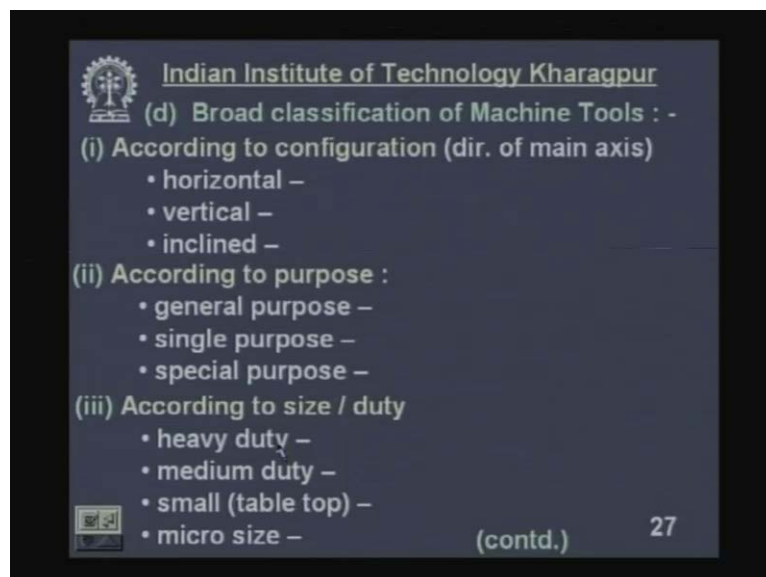 Indian Institute of Technology Kharagpur
(d) Broad classification of Machine Tools : -
(i) According to configuration (dir. of main axis)
• horizontal –
• vertical –
• inclined –
(ii) According to purpose :
• general purpose –
• single purpose –
• special purpose –
(iii) According to size / duty
• heavy duty –
• medium duty –
• small (table top) –
• micro size –
(contd.)
27